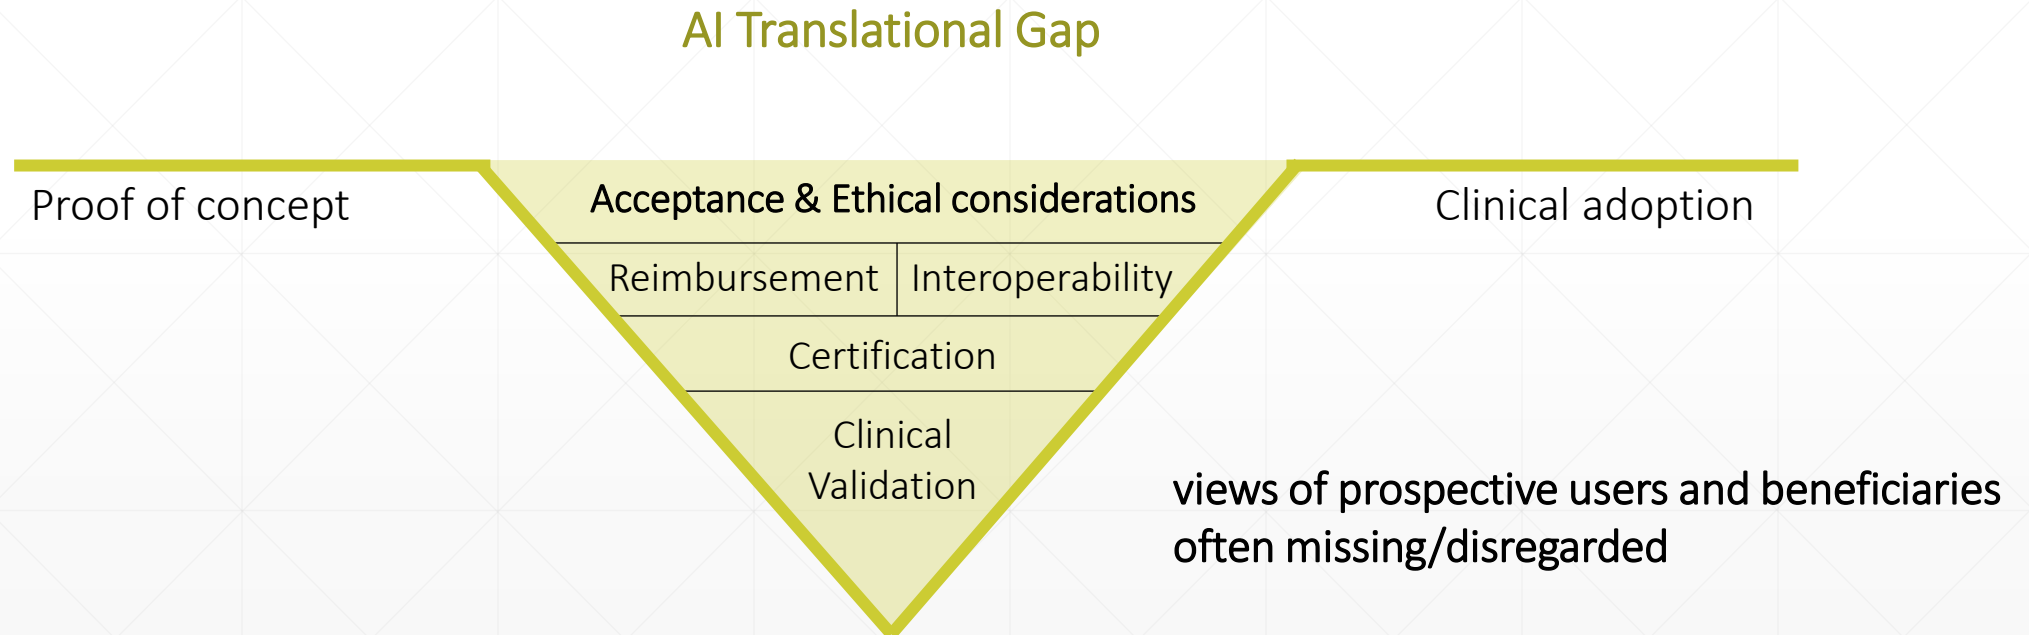 AI Translational Gap
Proof of concept
Acceptance & Ethical considerations
Clinical adoption
Reimbursement
Interoperability
Certification
Clinical
Validation
views of prospective users and beneficiaries
often missing/disregarded